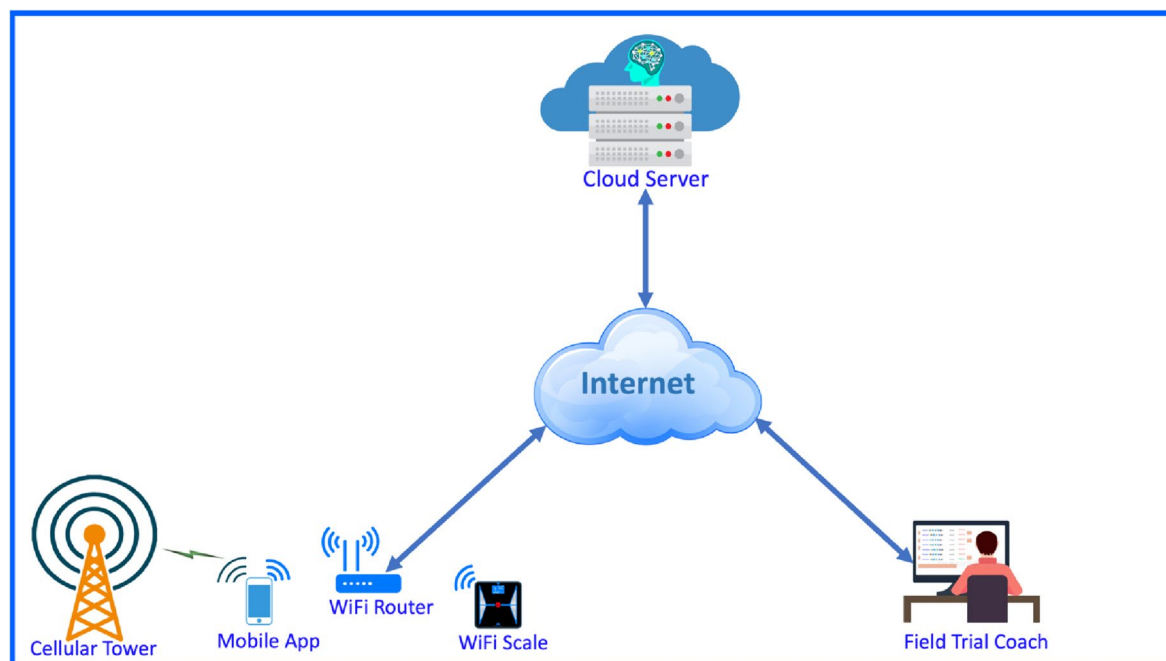 Cloud Server
Internet
WiFi Router
Mobile App
WiFi Scale
Cellular Tower
Field Trial Coach